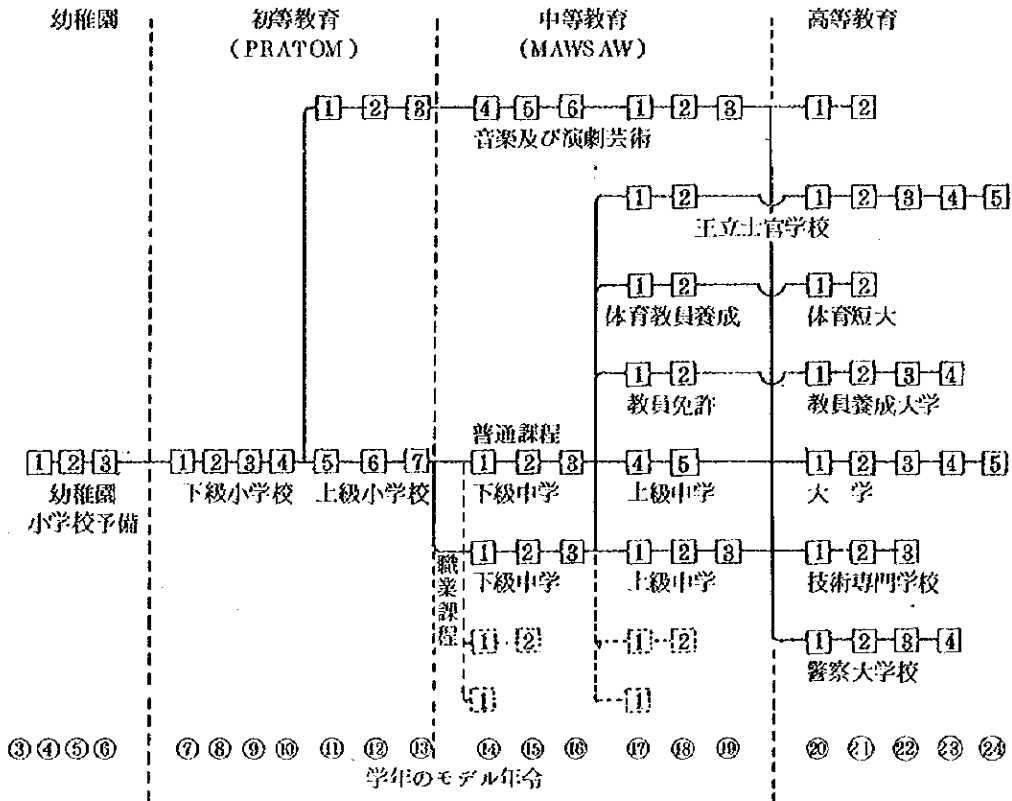 幼稚園 初等教育 中等教育 高等教育
(PRATOM) (MAWSAW)
1 2 3 4 5 6 1 2 3 1 2
音楽及び演劇芸術
1 2 1 2 3 4 5
王立士官学校
1 2 1 2
体育教員養成 体育短大
1 2 1 2 3 4
教員免許 教員養成大学
普通課程
1 2 3 1 2 3 4 5 6 7 1 2 3 4 5 1 2 3 4 5
幼稚園 下級小学校 上級小学校 下級中学 上級中学 大学
小学校予備
1 2 3 1 2 3 1 2 3
職業課程 下級中学 上級中学 技術専門学校
1 2 1 2 1 2 3 4
警察大学校
1 1
③ ④ ⑤ ⑥ ⑦ ⑧ ⑨ ⑩ ⑪ ⑫ ⑬ ⑭ ⑮ ⑯ ⑰ ⑱ ⑲ ⑳ ㉑ ㉒ ㉓ ㉔
学年のモデル年令